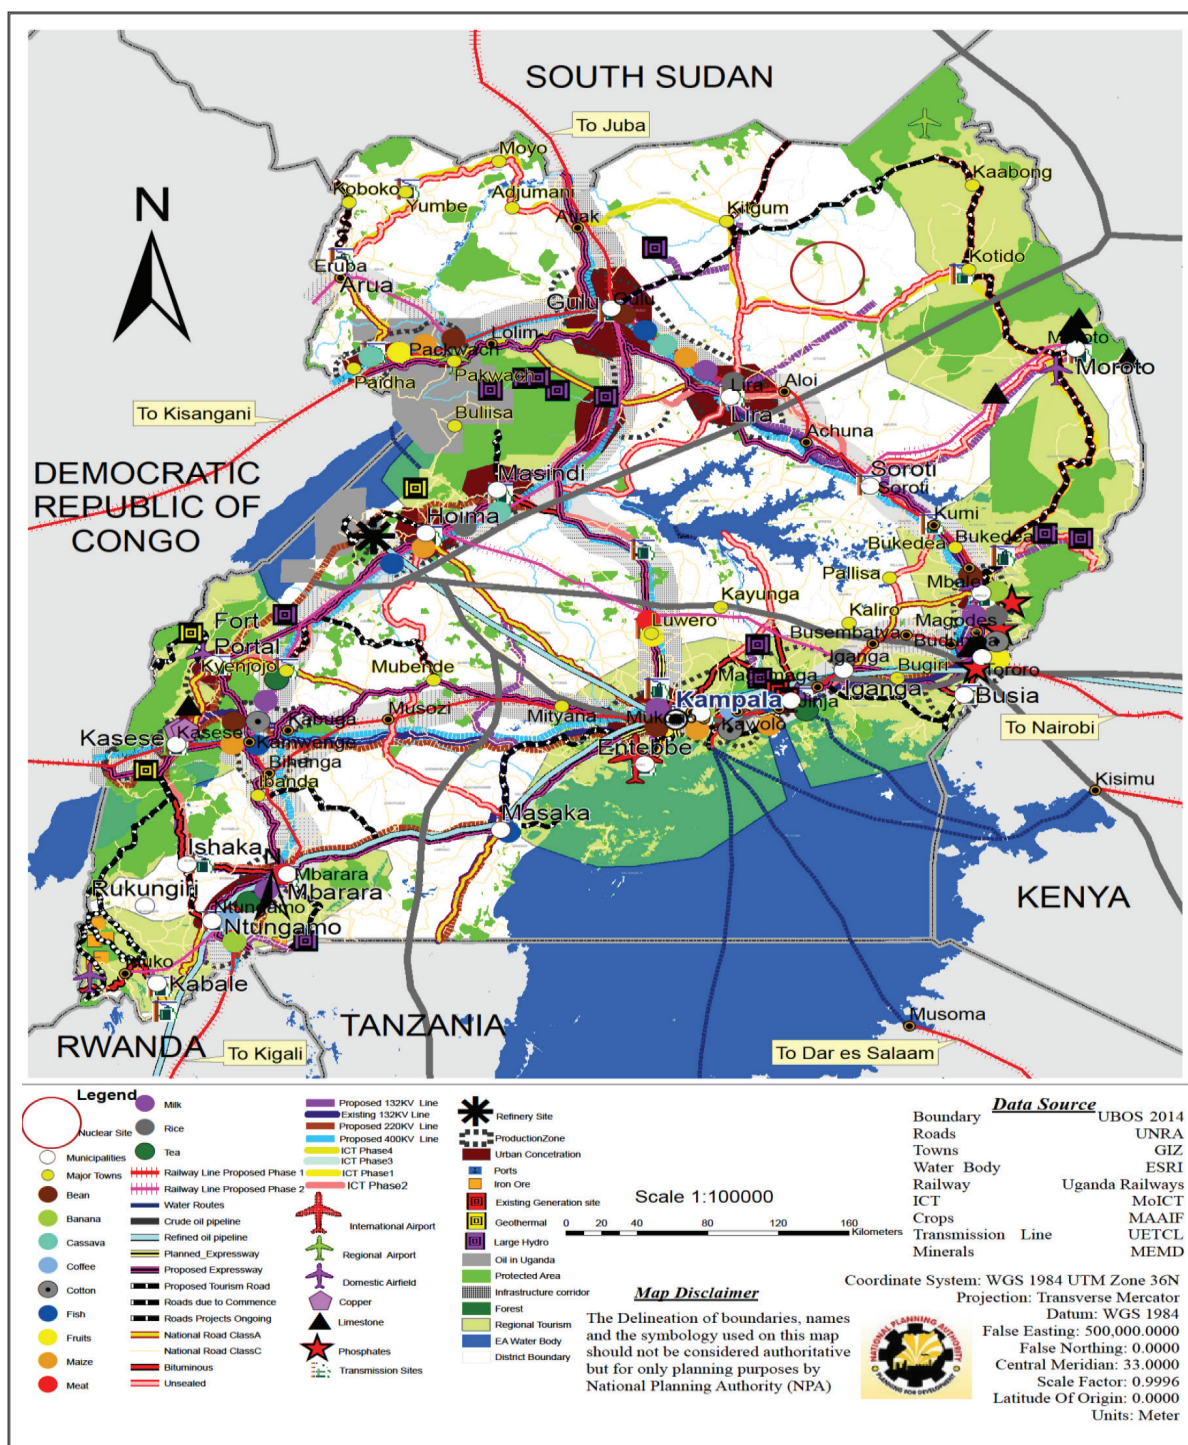 SOUTH SUDAN
To Juba
Moyo
Koboko
Yumbe
Adjumani
Atiak
Kitgum
Kaabong
N
Eruba
Arua
Kotido
Gulu
Gulu
Lolim
Packwach
Pakwach
Paidha
Moroto
Moroto
To Kisangani
Buliisa
Lira
Lira
Aloi
Achuna
DEMOCRATIC
REPUBLIC OF
CONGO
Masindi
Soroti
Soroti
Hoima
Kumi
Bukedea
Bukedea
Pallisa
Mbale
Kayunga
Kaliro
Magodes
Fort
Portal
Luwero
Busembatya
Kyenjojo
Iganga
Bugiri
Tororo
Mubende
Kampala
Jinja
Iganga
Busia
Kabuga
Musozi
Mityana
Kawolo
To Nairobi
Kasese
Kasese
Kamwenge
Entebbe
Bihanga
Ibanda
Kisimu
Masaka
Ishaka
N
Mbarara
Mbarara
Rukungiri
KENYA
Ntungamo
Ntungamo
Muko
Kabale
Musoma
TANZANIA
RWANDA
To Kigali
To Dar es Salaam
Legend
Nuclear Site
Municipalities
Major Towns
Bean
Banana
Cassava
Coffee
Cotton
Fish
Fruits
Maize
Meat
Milk
Rice
Tea
Railway Line Proposed Phase 1
Railway Line Proposed Phase 2
Water Routes
Crude oil pipeline
Refined oil pipeline
Planned_Expressway
Proposed Expressway
Proposed Tourism Road
Roads due to Commence
Roads Projects Ongoing
National Road ClassA
National Road ClassC
Bituminous
Unsealed
Proposed 132KV Line
Existing 132KV Line
Proposed 220KV Line
Proposed 400KV Line
ICT Phase4
ICT Phase3
ICT Phase1
ICT Phase2
International Airport
Regional Airport
Domestic Airfield
Copper
Limestone
Phosphates
Transmission Sites
Refinery Site
ProductionZone
Urban Concetration
Ports
Iron Ore
Existing Generation site
Geothermal
Large Hydro
Oil in Uganda
Protected Area
Infrastructure corridor
Forest
Regional Tourism
EA Water Body
District Boundary
Scale 1:100000
0 20 40 80 120 160
Kilometers
Map Disclaimer
The Delineation of boundaries, names
and the symbology used on this map
should not be considered authoritative
but for only planning purposes by
National Planning Authority (NPA)
Data Source
Boundary UBOS 2014
Roads UNRA
Towns GIZ
Water Body ESRI
Railway Uganda Railways
ICT MoICT
Crops MAAIF
Transmission Line UETCL
Minerals MEMD
Coordinate System: WGS 1984 UTM Zone 36N
Projection: Transverse Mercator
Datum: WGS 1984
False Easting: 500,000.0000
False Northing: 0.0000
Central Meridian: 33.0000
Scale Factor: 0.9996
Latitude Of Origin: 0.0000
Units: Meter
NATIONAL PLANNING AUTHORITY
PLANNING FOR DEVELOPMENT